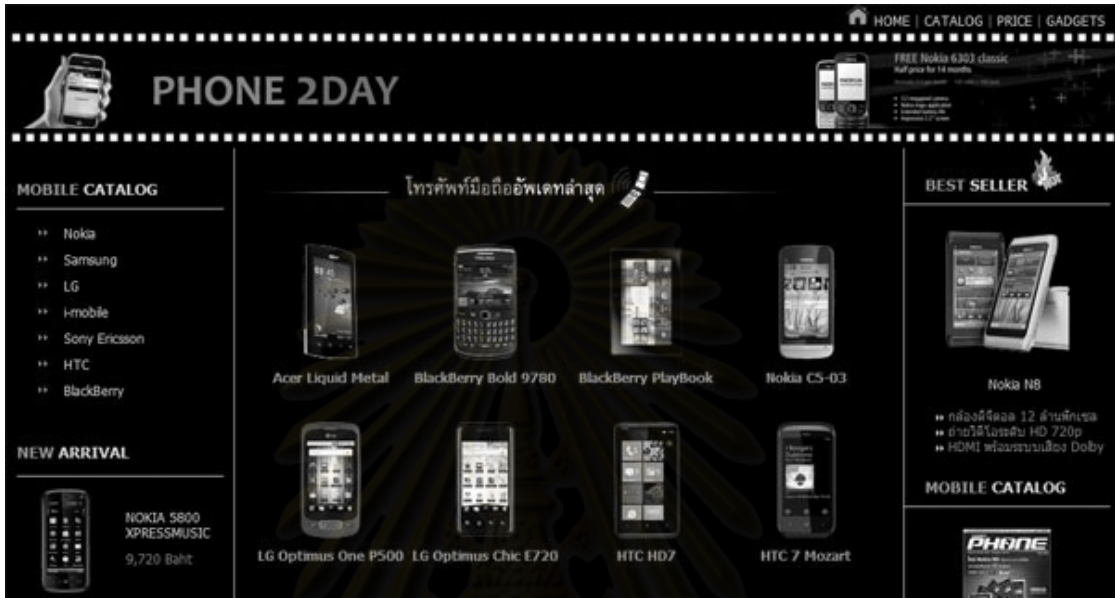 HOME | CATALOG | PRICE | GADGETS
PHONE 2DAY
FREE Nokia 6303 classic
Half price for 14 months
MOBILE CATALOG
Nokia
Samsung
LG
i-mobile
Sony Ericsson
HTC
BlackBerry
NEW ARRIVAL
NOKIA 5800
XPRESSMUSIC
9,720 Baht
โทรศัพท์มือถืออัพเดทล่าสุด
Acer Liquid Metal
BlackBerry Bold 9780
BlackBerry PlayBook
Nokia C5-03
LG Optimus One P500
LG Optimus Chic E720
HTC HD7
HTC 7 Mozart
BEST SELLER
Nokia N8
กล้องดิจิตอล 12 ล้านพิกเซล
ถ่ายวิดีโอระดับ HD 720p
HDMI พร้อมระบบเสียง Dolby
MOBILE CATALOG
PHONE